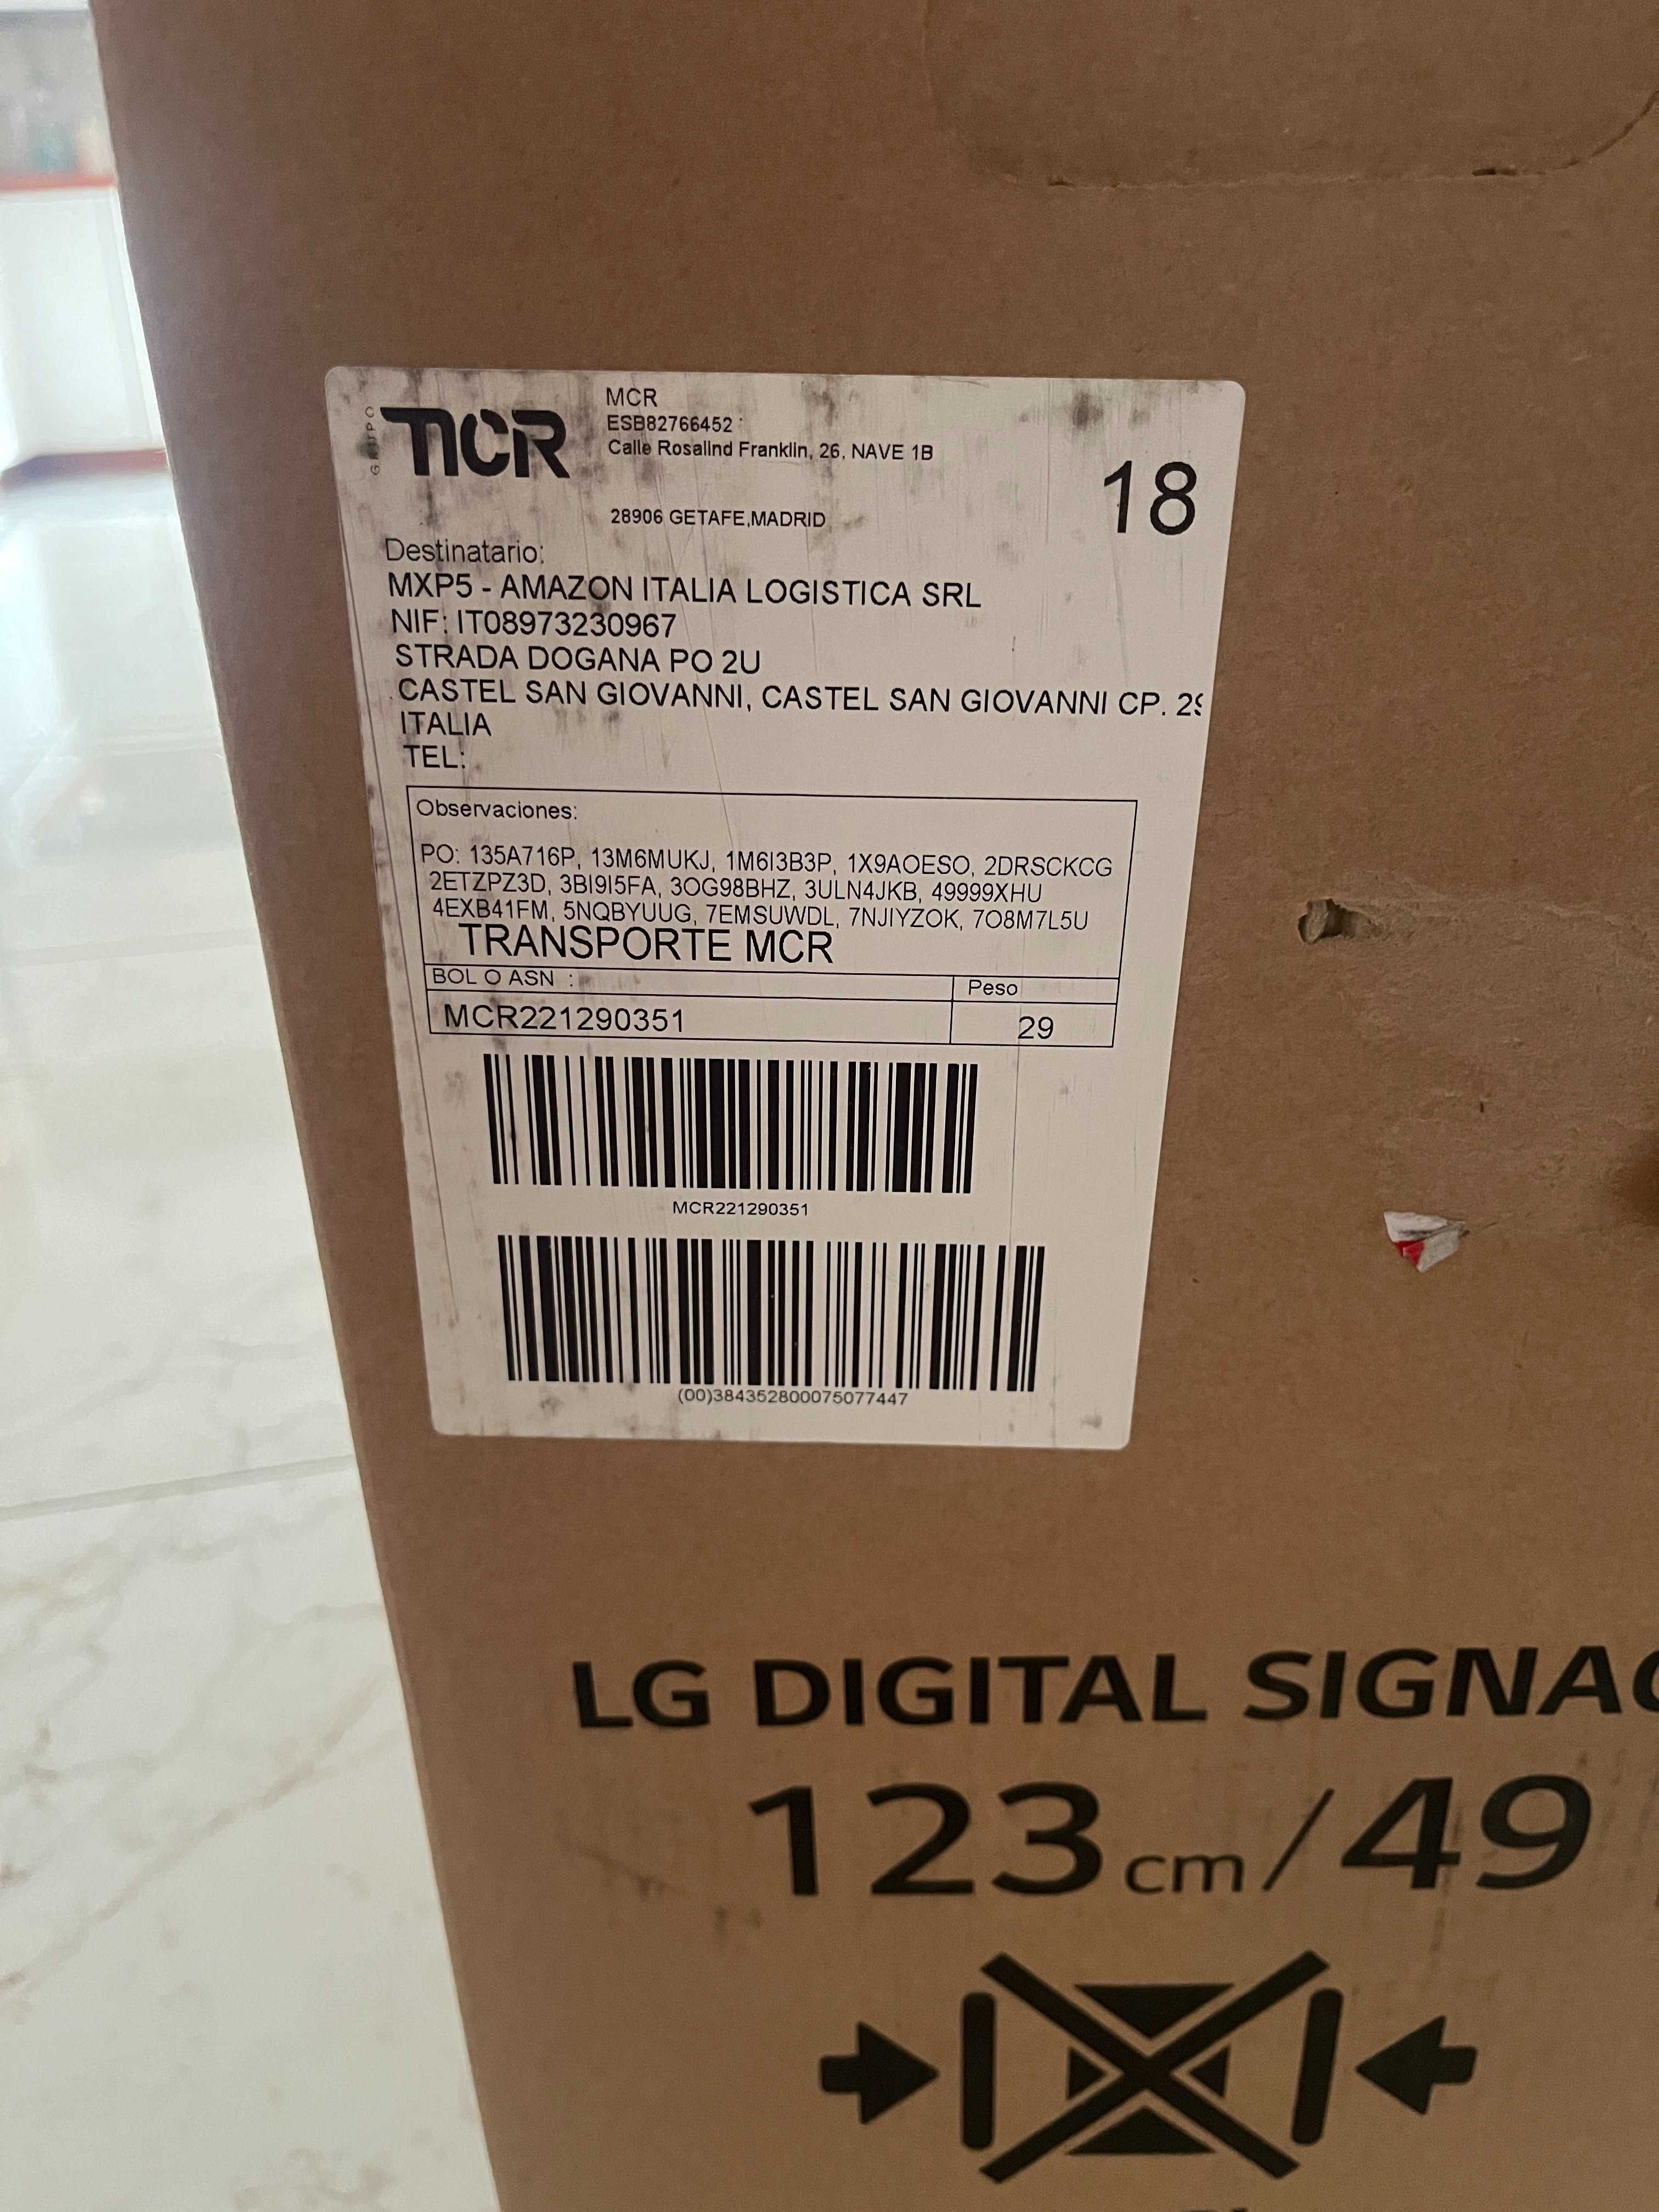 GRUPO
MCR
MCR
ESB82766452
Calle Rosalind Franklin, 26, NAVE 1B
28906 GETAFE,MADRID
18
Destinatario:
MXP5 - AMAZON ITALIA LOGISTICA SRL
NIF: IT08973230967
STRADA DOGANA PO 2U
CASTEL SAN GIOVANNI, CASTEL SAN GIOVANNI CP. 29
ITALIA
TEL:
Observaciones:
PO: 135A716P, 13M6MUKJ, 1M6I3B3P, 1X9AOESO, 2DRSCKCG
2ETZPZ3D, 3BI9I5FA, 3OG98BHZ, 3ULN4JKB, 49999XHU
4EXB41FM, 5NQBYUUG, 7EMSUWDL, 7NJIYZOK, 7O8M7L5U
TRANSPORTE MCR
BOL O ASN :
Peso
MCR221290351
29
MCR221290351
(00)384352800075077447
LG DIGITAL SIGNAG
123cm/49